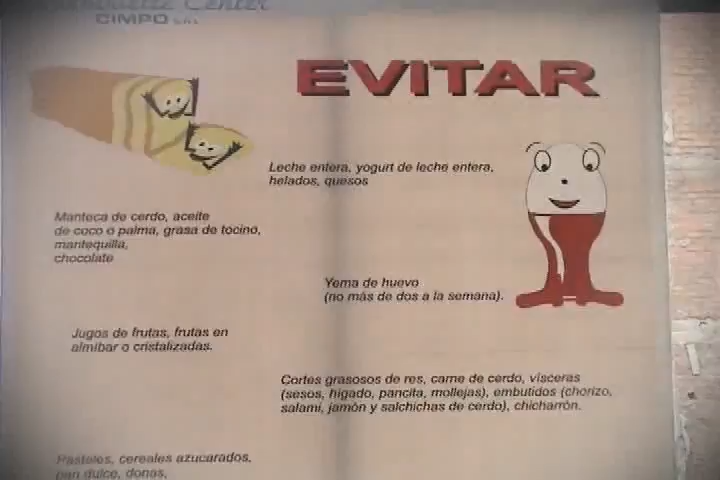 Center
CIMPO S.R.L
EVITAR
Leche entera, yogurt de leche entera,
helados, quesos
Manteca de cerdo, aceite
de coco o palma, grasa de tocino,
mantequilla,
chocolate
Yema de huevo
(no más de dos a la semana).
Jugos de frutas, frutas en
almibar o cristalizadas.
Cortes grasosos de res, carne de cerdo, vísceras
(sesos, hígado, pancita, mollejas), embutidos (chorizo,
salami, jamón y salchichas de cerdo), chicharrón.
Pasteles, cereales azucarados,
pan dulce, donas,